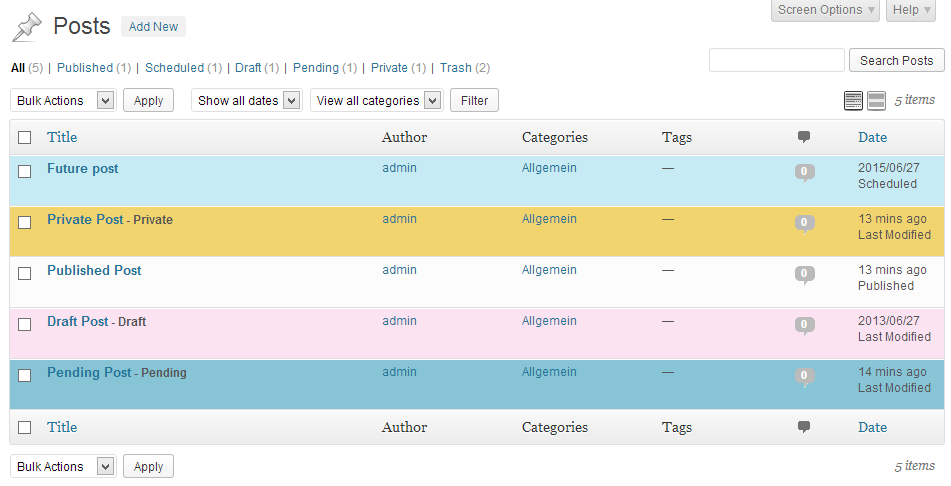 Screen Options Help
Posts Add New
All (5) | Published (1) | Scheduled (1) | Draft (1) | Pending (1) | Private (1) | Trash (2)
Search Posts
Bulk Actions Apply Show all dates View all categories Filter 5 items
Title Author Categories Tags Date
Future post admin Allgemein — 0 2015/06/27
Scheduled
Private Post - Private admin Allgemein — 0 13 mins ago
Last Modified
Published Post admin Allgemein — 0 13 mins ago
Published
Draft Post - Draft admin Allgemein — 0 2013/06/27
Last Modified
Pending Post - Pending admin Allgemein — 0 14 mins ago
Last Modified
Title Author Categories Tags Date
Bulk Actions Apply 5 items